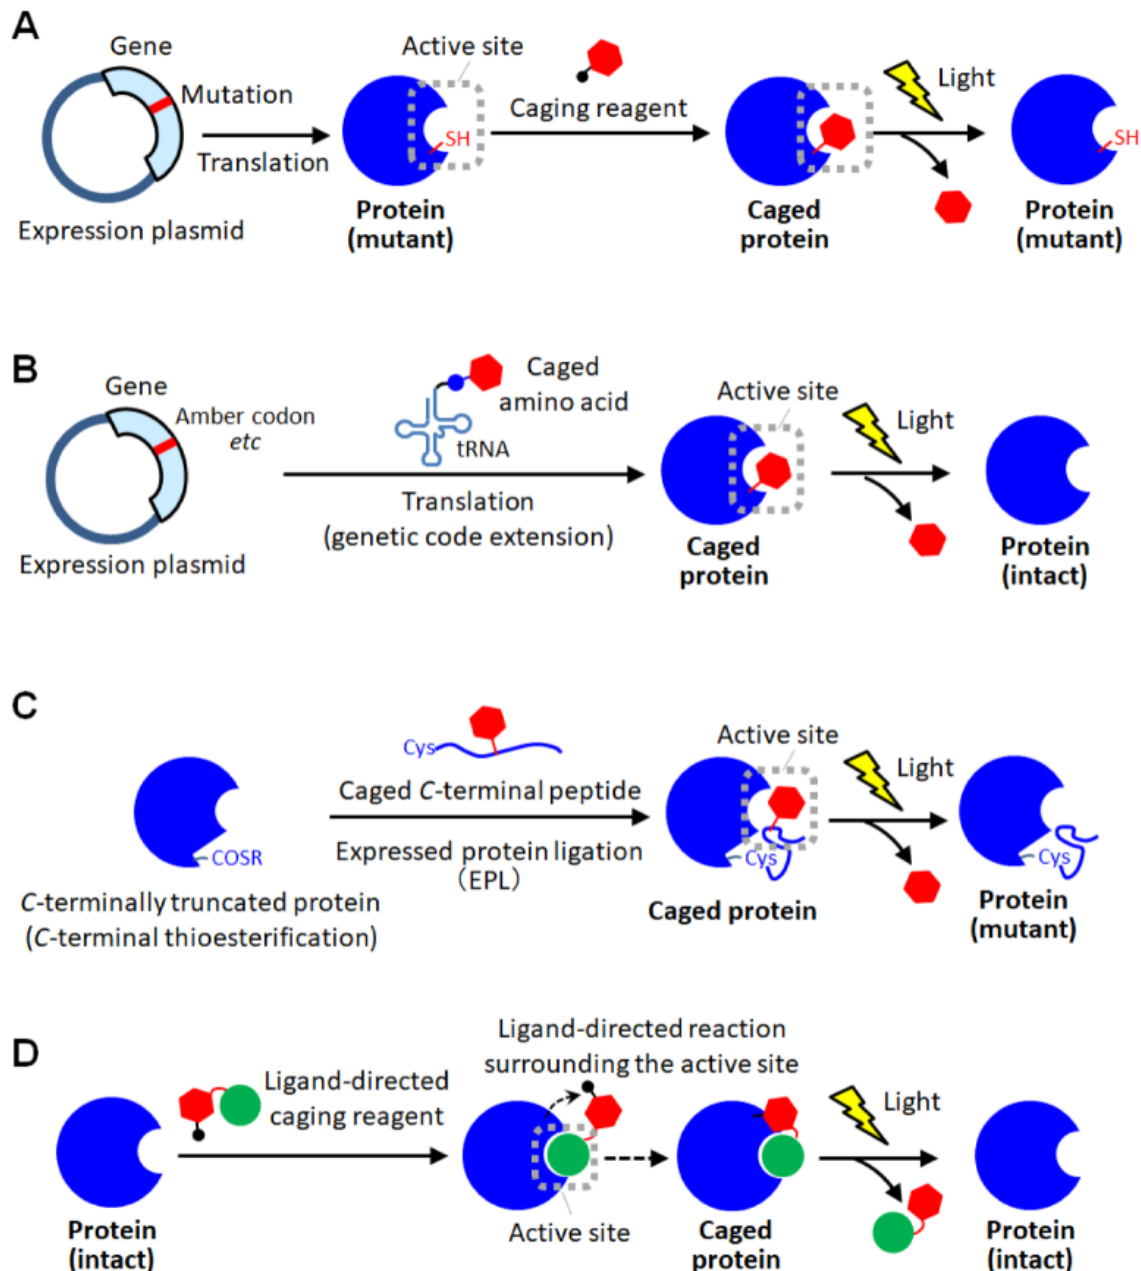 A
Gene
Mutation
Translation
Expression plasmid
Active site
SH
Protein
(mutant)
Caging reagent
Caged
protein
Light
SH
Protein
(mutant)
B
Gene
Amber codon
etc
Expression plasmid
Caged
amino acid
tRNA
Translation
(genetic code extension)
Active site
Caged
protein
Light
Protein
(intact)
C
COSR
C-terminally truncated protein
(C-terminal thioesterification)
Cys
Caged C-terminal peptide
Expressed protein ligation
(EPL)
Active site
Cys
Caged protein
Light
Cys
Protein
(mutant)
D
Protein
(intact)
Ligand-directed
caging reagent
Ligand-directed reaction
surrounding the active site
Active site
Caged
protein
Light
Protein
(intact)